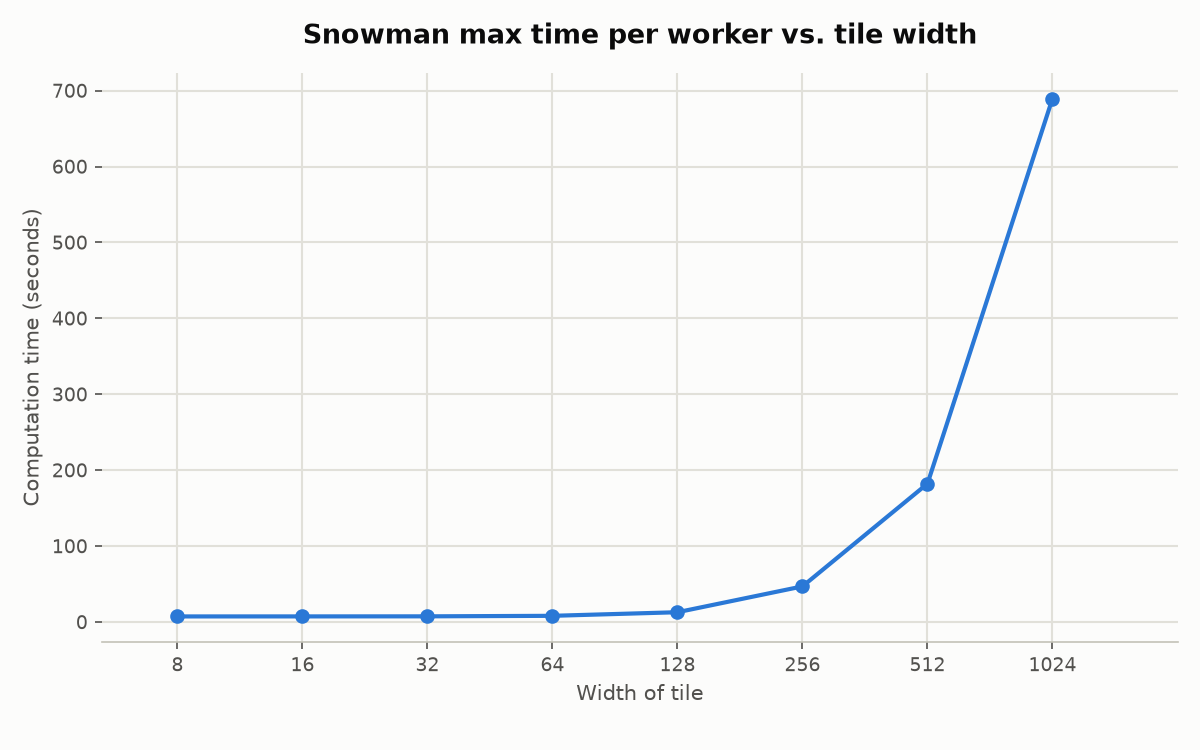 Snowman max time per worker vs. tile width
Computation time (seconds)
700
600
500
400
300
200
100
0
8 16 32 64 128 256 512 1024
Width of tile